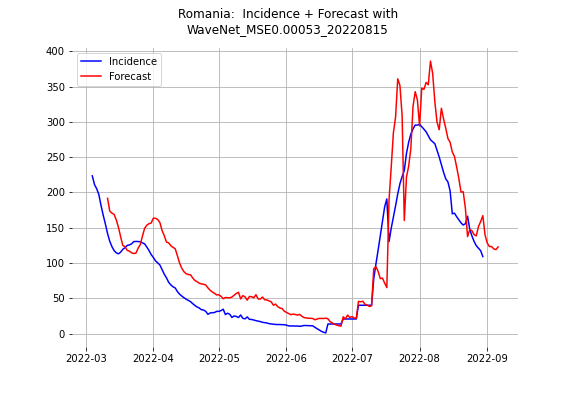 Romania:  Incidence + Forecast with
WaveNet_MSE0.00053_20220815
Incidence
Forecast
400
350
300
250
200
150
100
50
0
2022-03 2022-04 2022-05 2022-06 2022-07 2022-08 2022-09